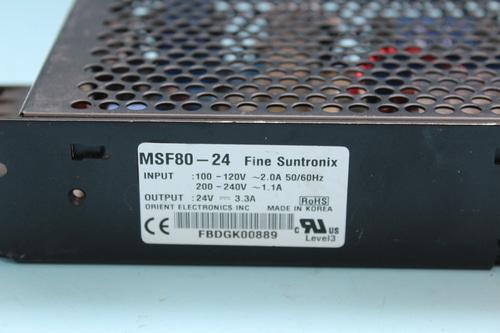 MSF80-24 Fine Suntronix
INPUT :100-120V ~2.0A 50/60Hz
200-240V ~1.1A
OUTPUT :24V ⎓ 3.3A RoHS
ORIENT ELECTRONICS INC MADE IN KOREA
CE FBDGK00889 c UL us
Level3